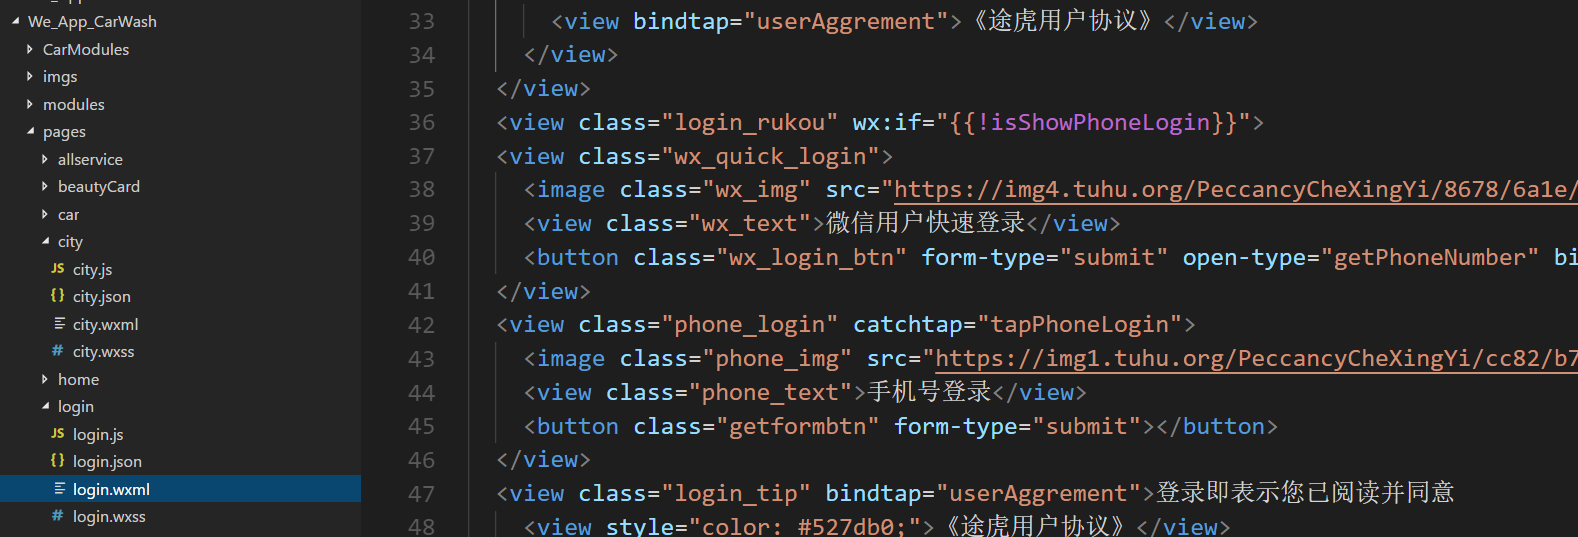 We_App_CarWash
CarModules
imgs
modules
pages
allservice
beautyCard
car
city
JS city.js
{} city.json
city.wxml
# city.wxss
home
login
JS login.js
{} login.json
login.wxml
# login.wxss
33 <view bindtap="userAggrement">《途虎用户协议》</view>
34 </view>
35 </view>
36 <view class="login_rukou" wx:if="{{!isShowPhoneLogin}}">
37 <view class="wx_quick_login">
38 <image class="wx_img" src="https://img4.tuhu.org/PeccancyCheXingYi/8678/6a1e/
39 <view class="wx_text">微信用户快速登录</view>
40 <button class="wx_login_btn" form-type="submit" open-type="getPhoneNumber" bi
41 </view>
42 <view class="phone_login" catchtap="tapPhoneLogin">
43 <image class="phone_img" src="https://img1.tuhu.org/PeccancyCheXingYi/cc82/b7
44 <view class="phone_text">手机号登录</view>
45 <button class="getformbtn" form-type="submit"></button>
46 </view>
47 <view class="login_tip" bindtap="userAggrement">登录即表示您已阅读并同意
48 <view style="color: #527db0;">《途虎用户协议》</view>